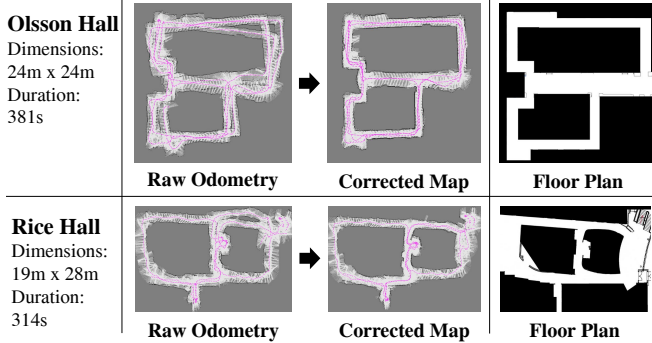 Olsson Hall
Dimensions:
24m x 24m
Duration:
381s
Raw Odometry
Corrected Map
Floor Plan
Rice Hall
Dimensions:
19m x 28m
Duration:
314s
Raw Odometry
Corrected Map
Floor Plan